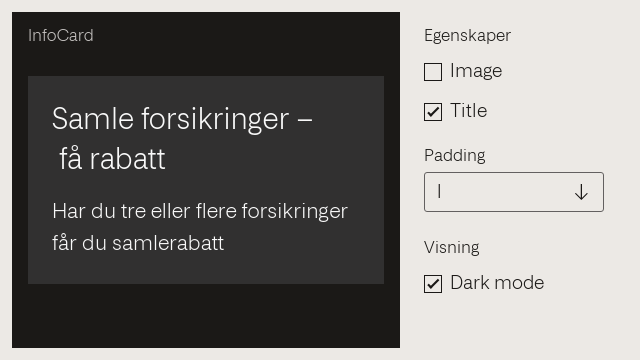 InfoCard
Samle forsikringer –
få rabatt
Har du tre eller flere forsikringer
får du samlerabatt
Egenskaper
Image
Title
Padding
l
Visning
Dark mode